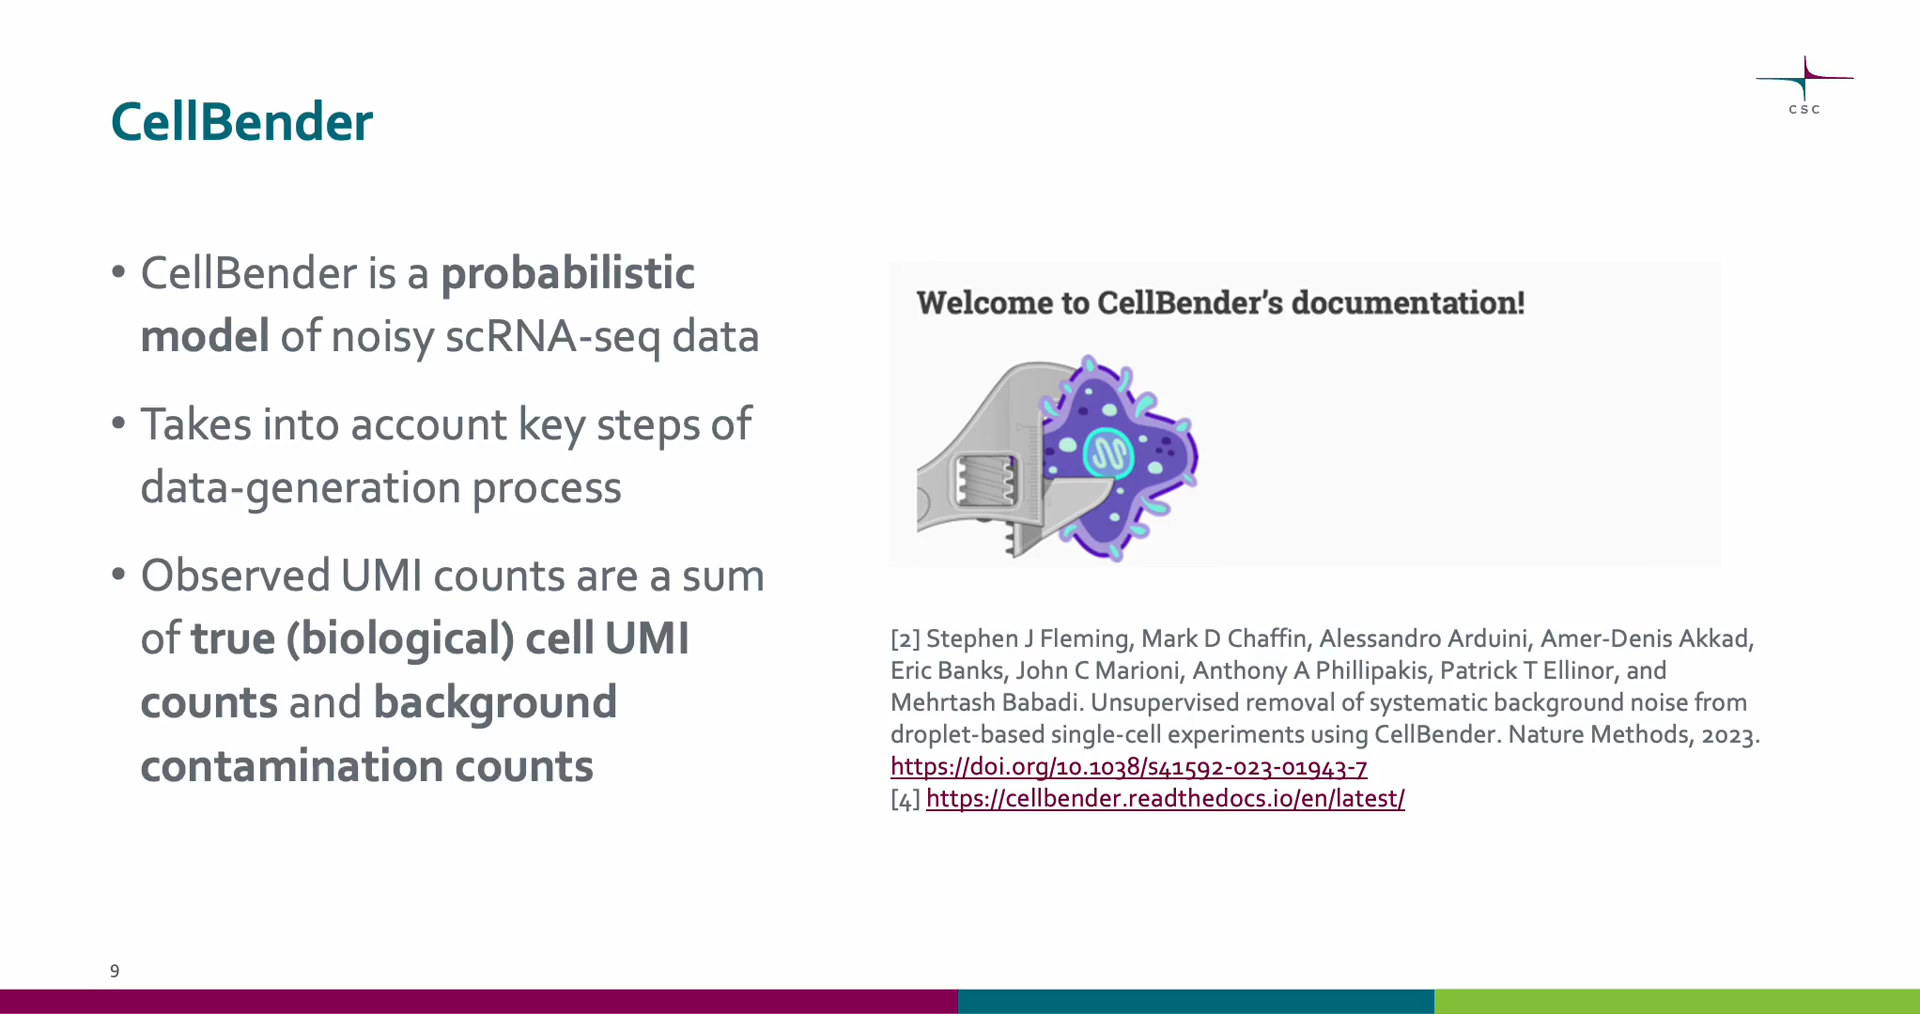 CSC
CellBender
• CellBender is a probabilistic
model of noisy scRNA-seq data
• Takes into account key steps of
data-generation process
• Observed UMI counts are a sum
of true (biological) cell UMI
counts and background
contamination counts
Welcome to CellBender’s documentation!
[2] Stephen J Fleming, Mark D Chaffin, Alessandro Arduini, Amer-Denis Akkad,
Eric Banks, John C Marioni, Anthony A Phillipakis, Patrick T Ellinor, and
Mehrtash Babadi. Unsupervised removal of systematic background noise from
droplet-based single-cell experiments using CellBender. Nature Methods, 2023.
https://doi.org/10.1038/s41592-023-01943-7
[4] https://cellbender.readthedocs.io/en/latest/
9